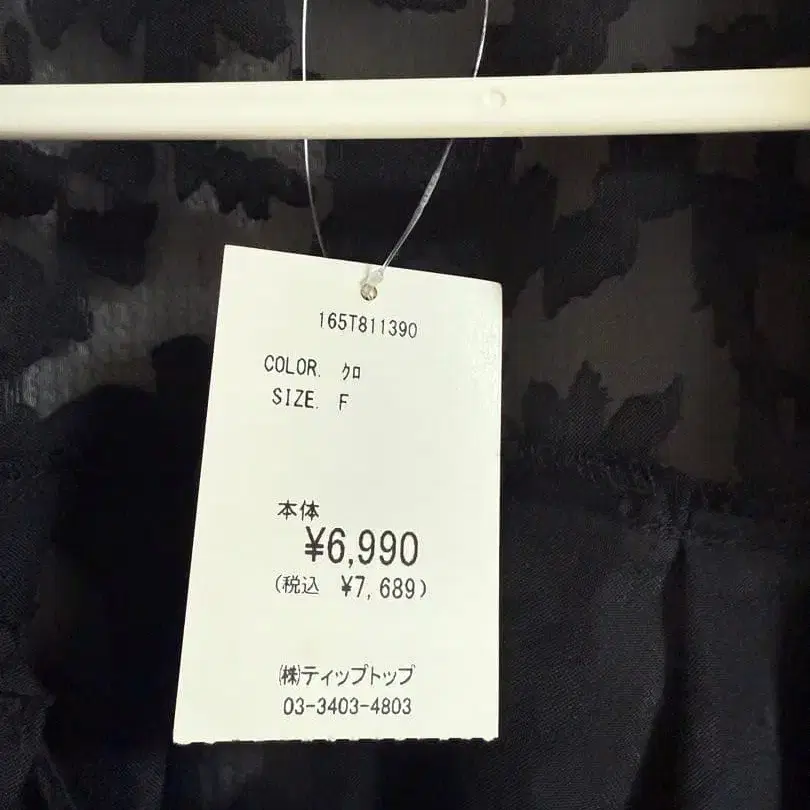 165T811390
COLOR. クロ
SIZE. F
本体
¥6,990
(税込 ¥7,689)
㈱ティップトップ
03-3403-4803